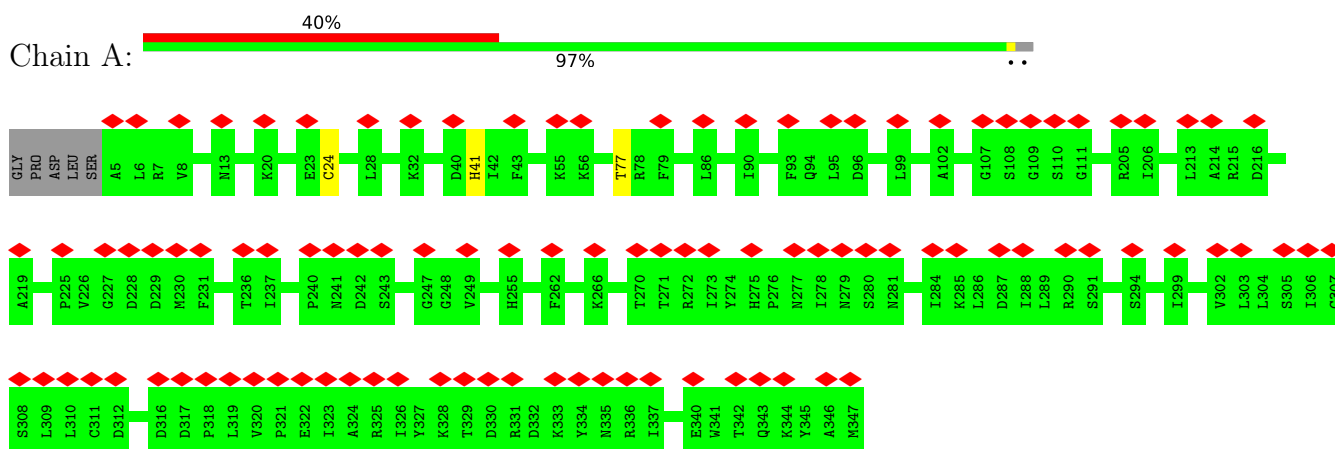 40%
Chain A:
97%
GLY PRO ASP LEU SER A5 L6 R7 V8 N13 K20 E23 C24 L28 K32 D40 H41 I42 F43 K55 K56 T77 R78 F79 L86 I90 F93 Q94 L95 D96 L99 A102 G107 S108 G109 S110 G111 R205 I206 L213 A214 R215 D216
A219 P225 V226 G227 D228 D229 M230 F231 T236 I237 P240 N241 D242 S243 G247 G248 V249 H255 F262 K266 T270 T271 R272 I273 Y274 H275 P276 N277 I278 N279 S280 N281 I284 K285 L286 D287 I288 L289 R290 S291 S294 I299 V302 L303 L304 S305 I306
S308 L309 L310 C311 D312 D316 D317 P318 L319 V320 P321 E322 I323 A324 R325 I326 Y327 K328 T329 D330 R331 D332 K333 Y334 N335 R336 I337 E340 W341 T342 Q343 K344 Y345 A346 M347